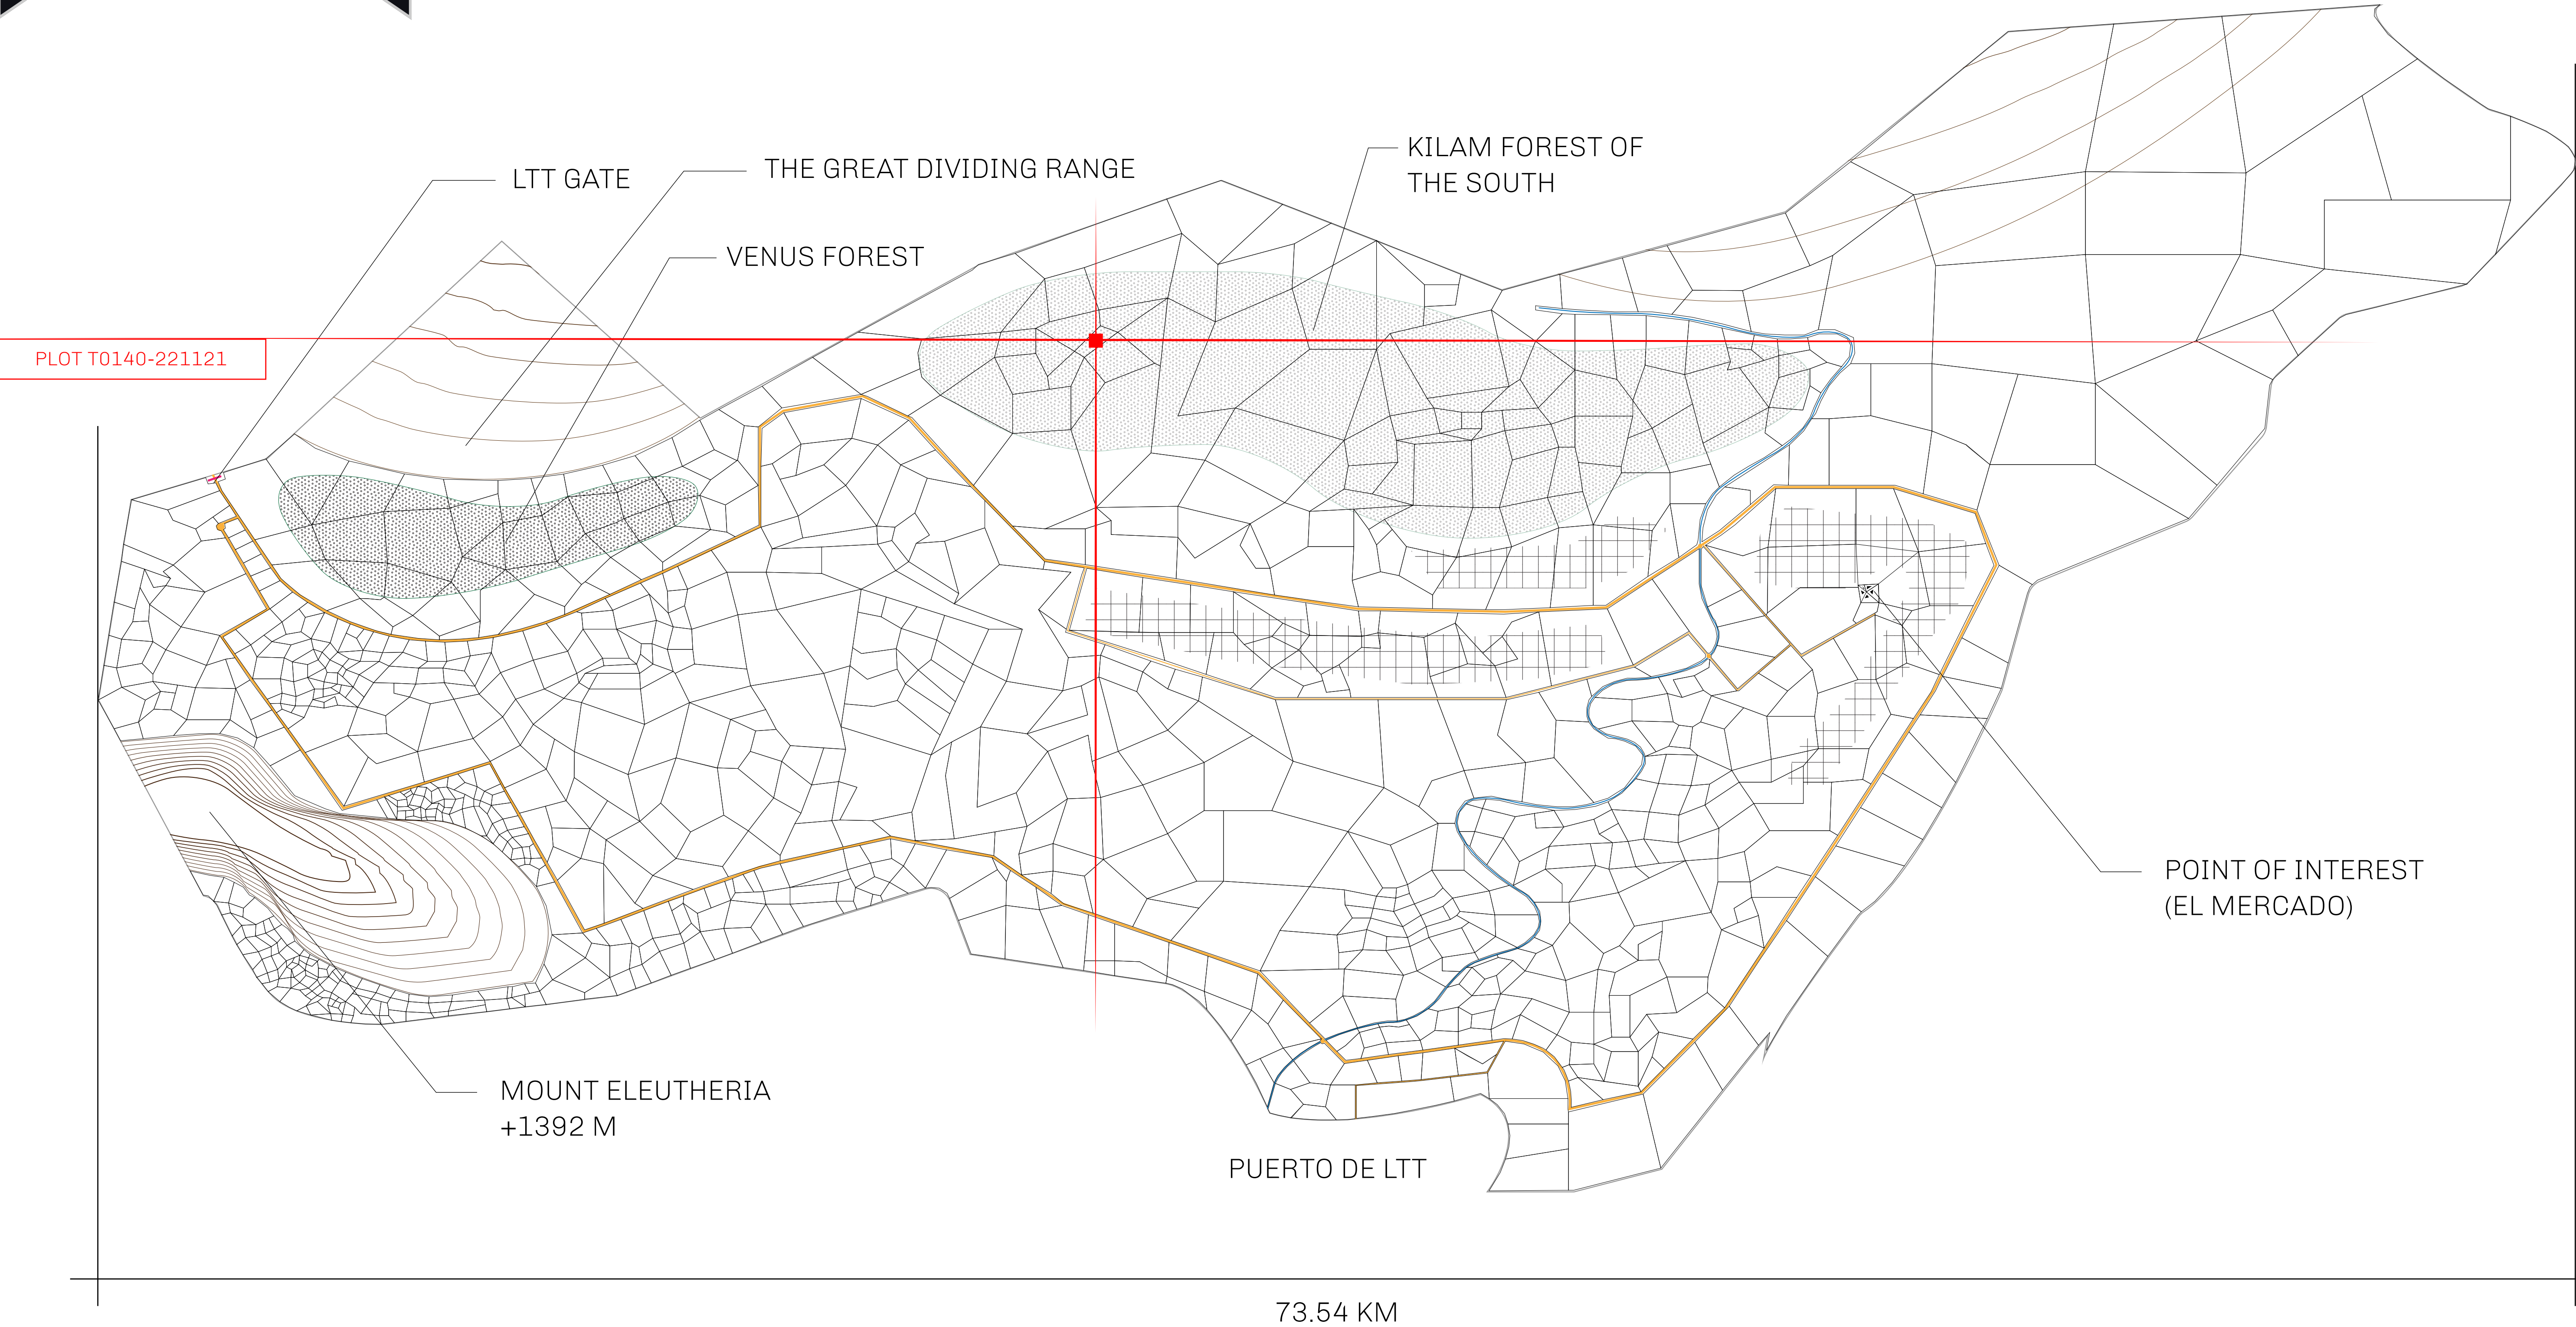 KILAM FOREST OF
THE SOUTH
THE GREAT DIVIDING RANGE
LTT GATE
VENUS FOREST
PLOT T0140-221121
POINT OF INTEREST
(EL MERCADO)
MOUNT ELEUTHERIA
+1392 M
PUERTO DE LTT
73.54 KM